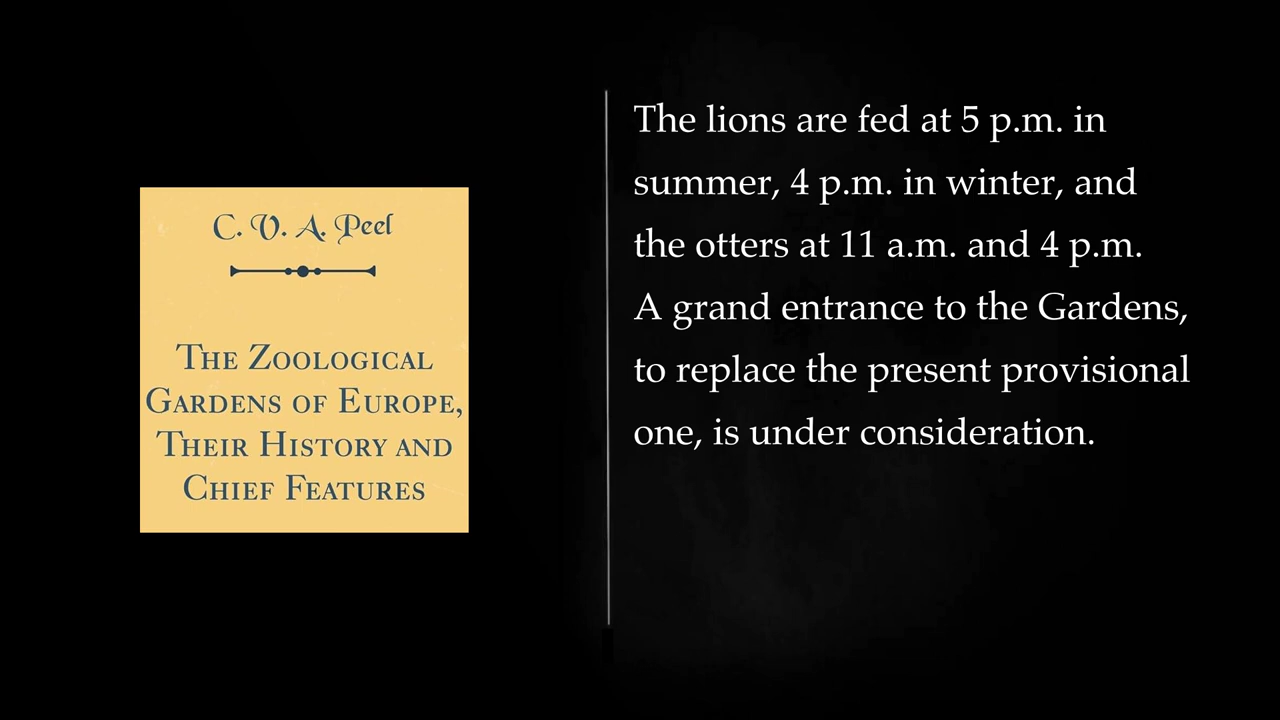 C. V. A. Peel
The Zoological
Gardens of Europe,
Their History and
Chief Features
The lions are fed at 5 p.m. in
summer, 4 p.m. in winter, and
the otters at 11 a.m. and 4 p.m.
A grand entrance to the Gardens,
to replace the present provisional
one, is under consideration.